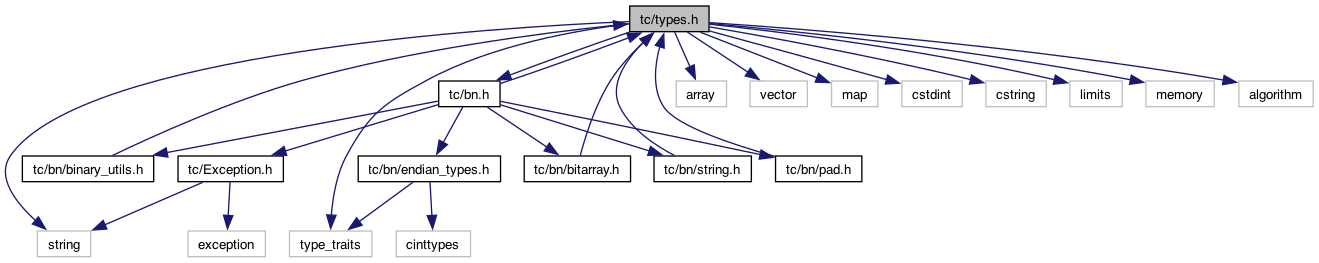 tc/types.h
tc/bn.h
array
vector
map
cstdint
cstring
limits
memory
algorithm
tc/bn/binary_utils.h
tc/Exception.h
tc/bn/endian_types.h
tc/bn/bitarray.h
tc/bn/string.h
tc/bn/pad.h
string
exception
type_traits
cinttypes